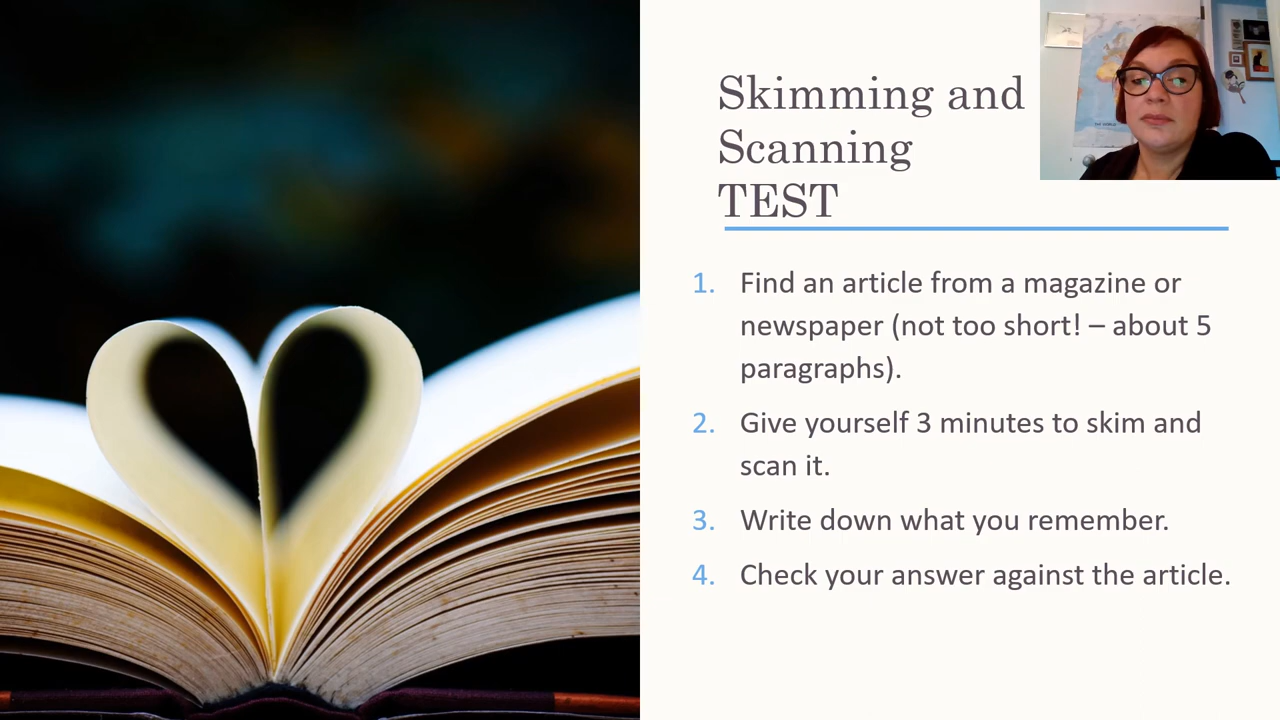 Skimming and
Scanning
TEST
1. Find an article from a magazine or
newspaper (not too short! – about 5
paragraphs).
2. Give yourself 3 minutes to skim and
scan it.
3. Write down what you remember.
4. Check your answer against the article.